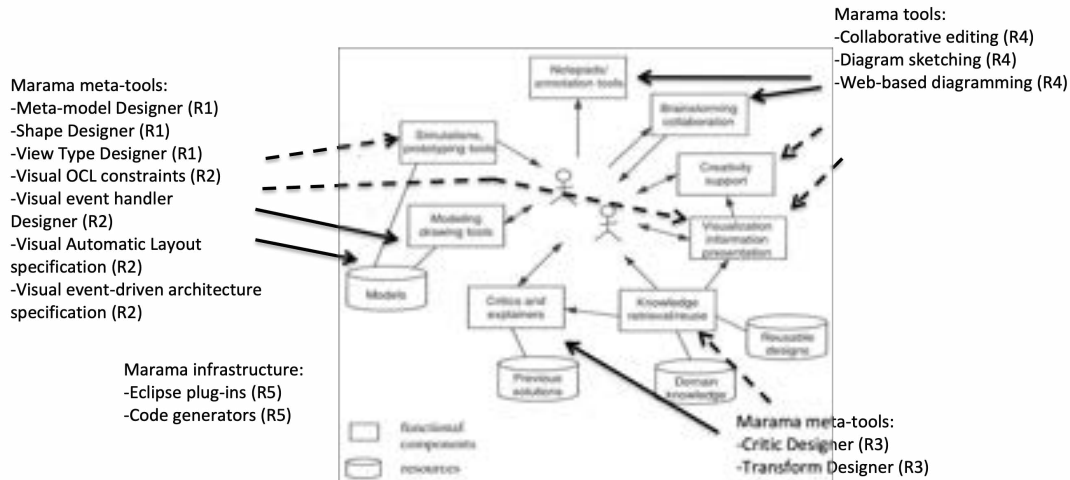 Marama tools:
-Collaborative editing (R4)
-Diagram sketching (R4)
-Web-based diagramming (R4)
Marama meta-tools:
-Meta-model Designer (R1)
-Shape Designer (R1)
-View Type Designer (R1)
-Visual OCL constraints (R2)
-Visual event handler
Designer (R2)
-Visual Automatic Layout
specification (R2)
-Visual event-driven architecture
specification (R2)
Marama infrastructure:
-Eclipse plug-ins (R5)
-Code generators (R5)
Notepads/
annotation tools
Brainstorming
collaboration
Simulations,
prototyping tools
Creativity
support
Modeling
drawing tools
Visualization
information
presentation
Models
Critics and
explainers
Knowledge
retrieval/reuse
Reusable
designs
Previous
solutions
Domain
knowledge
functional
components
resources
Marama meta-tools:
-Critic Designer (R3)
-Transform Designer (R3)